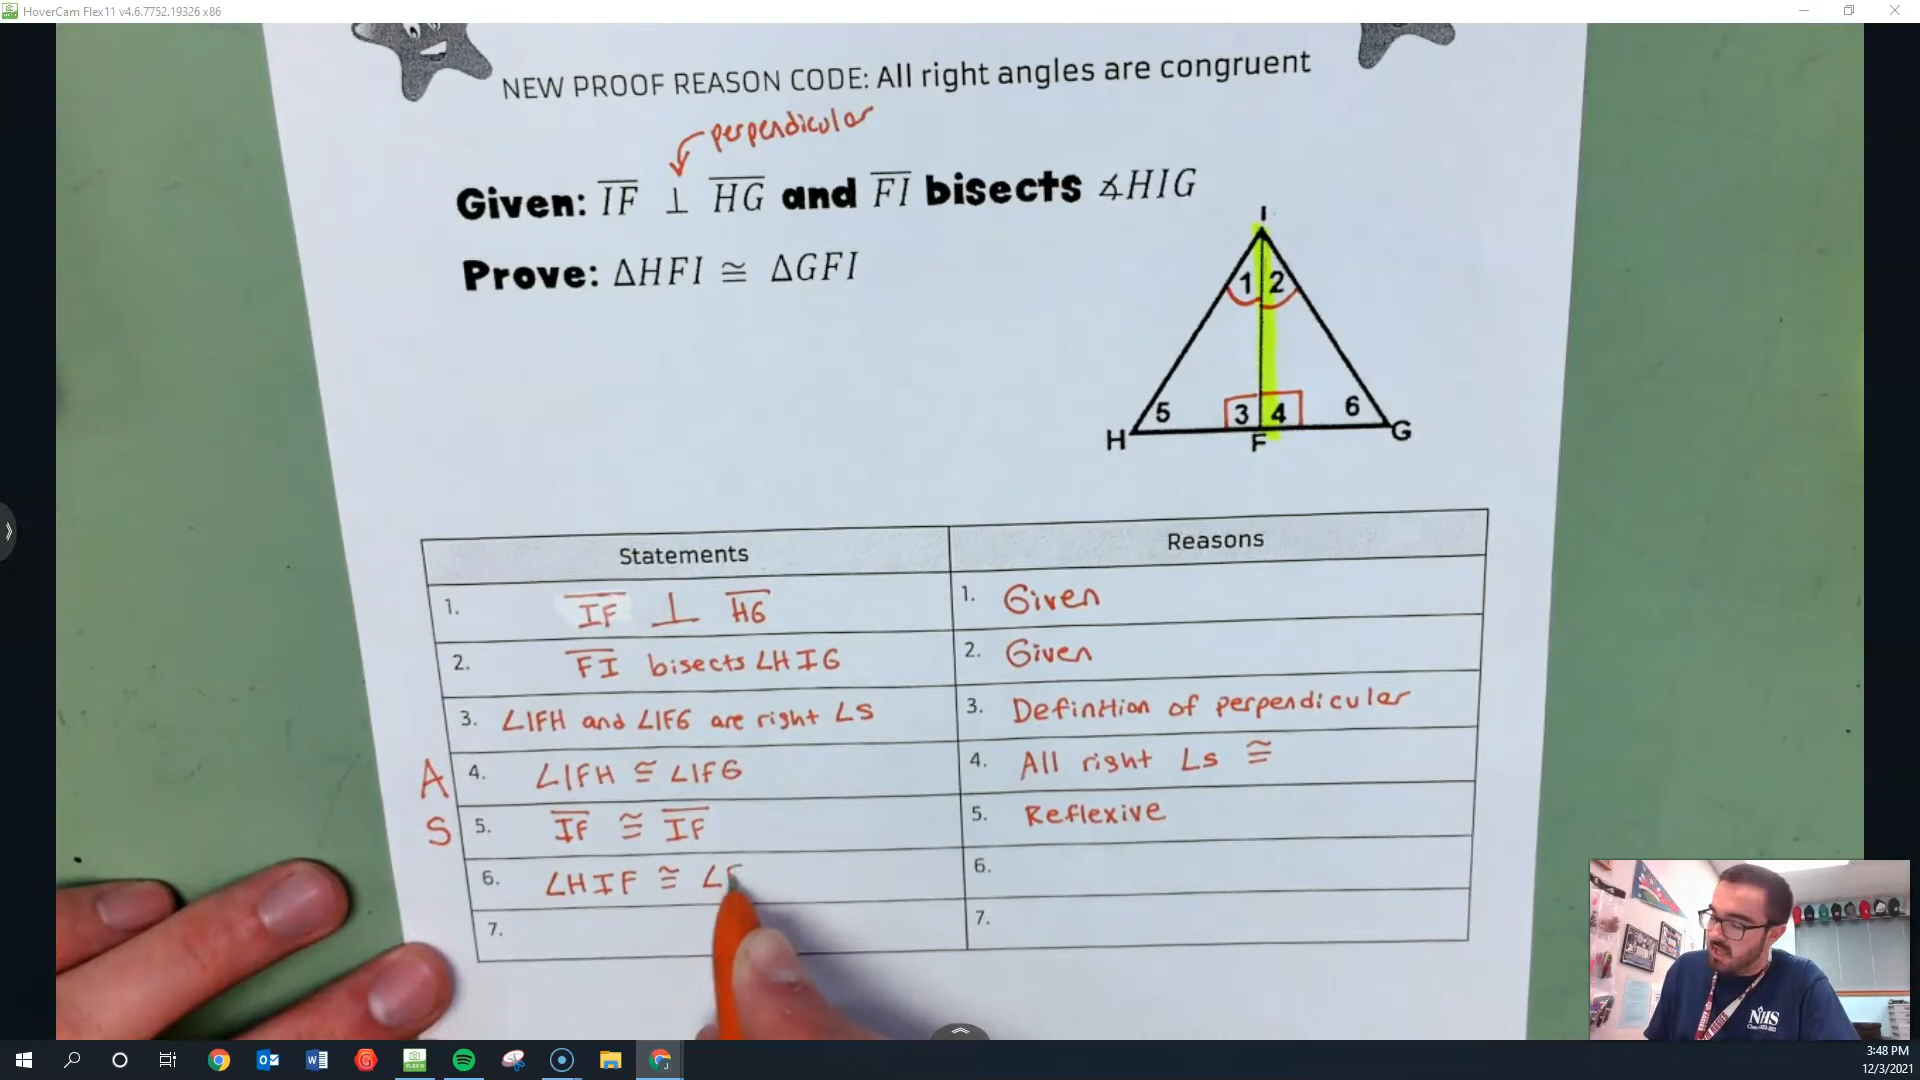 HoverCam Flex11 v4.6.7752.19326 x86
NEW PROOF REASON CODE: All right angles are congruent
perpendicular
Given: IF ⊥ HG and FI bisects ∡HIG
Prove: ΔHFI ≅ ΔGFI
I
1 2
5 3 4 6
H F G
Statements Reasons
1. IF ⊥ HG 1. Given
2. FI bisects ∠HIG 2. Given
3. ∠IFH and ∠IFG are right ∠s 3. Definition of perpendicular
A 4. ∠IFH ≅ ∠IFG 4. All right ∠s ≅
S 5. IF ≅ IF 5. Reflexive
6. ∠HIF ≅ ∠ 6.
7. 7.
NHS
3:48 PM
12/3/2021